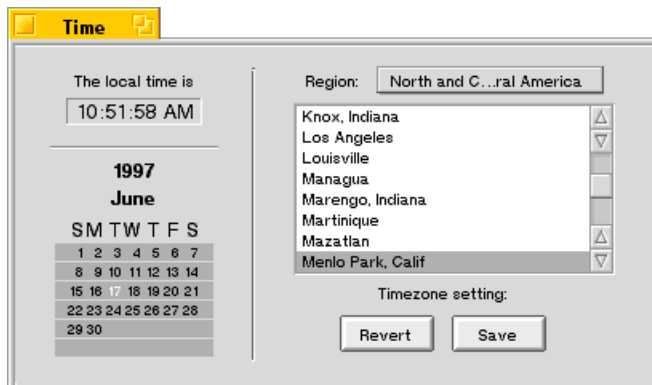 Time
The local time is
10:51:58 AM
1997
June
S M T W T F S
1 2 3 4 5 6 7
8 9 10 11 12 13 14
15 16 17 18 19 20 21
22 23 24 25 26 27 28
29 30
Region: North and C...ral America
Knox, Indiana
Los Angeles
Louisville
Managua
Marengo, Indiana
Martinique
Mazatlan
Menlo Park, Calif
Timezone setting:
Revert Save